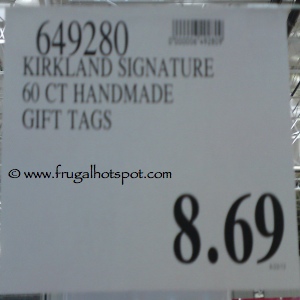 649280
KIRKLAND SIGNATURE
60 CT HANDMADE
GIFT TAGS
© www.frugalhotspot.com
8.69